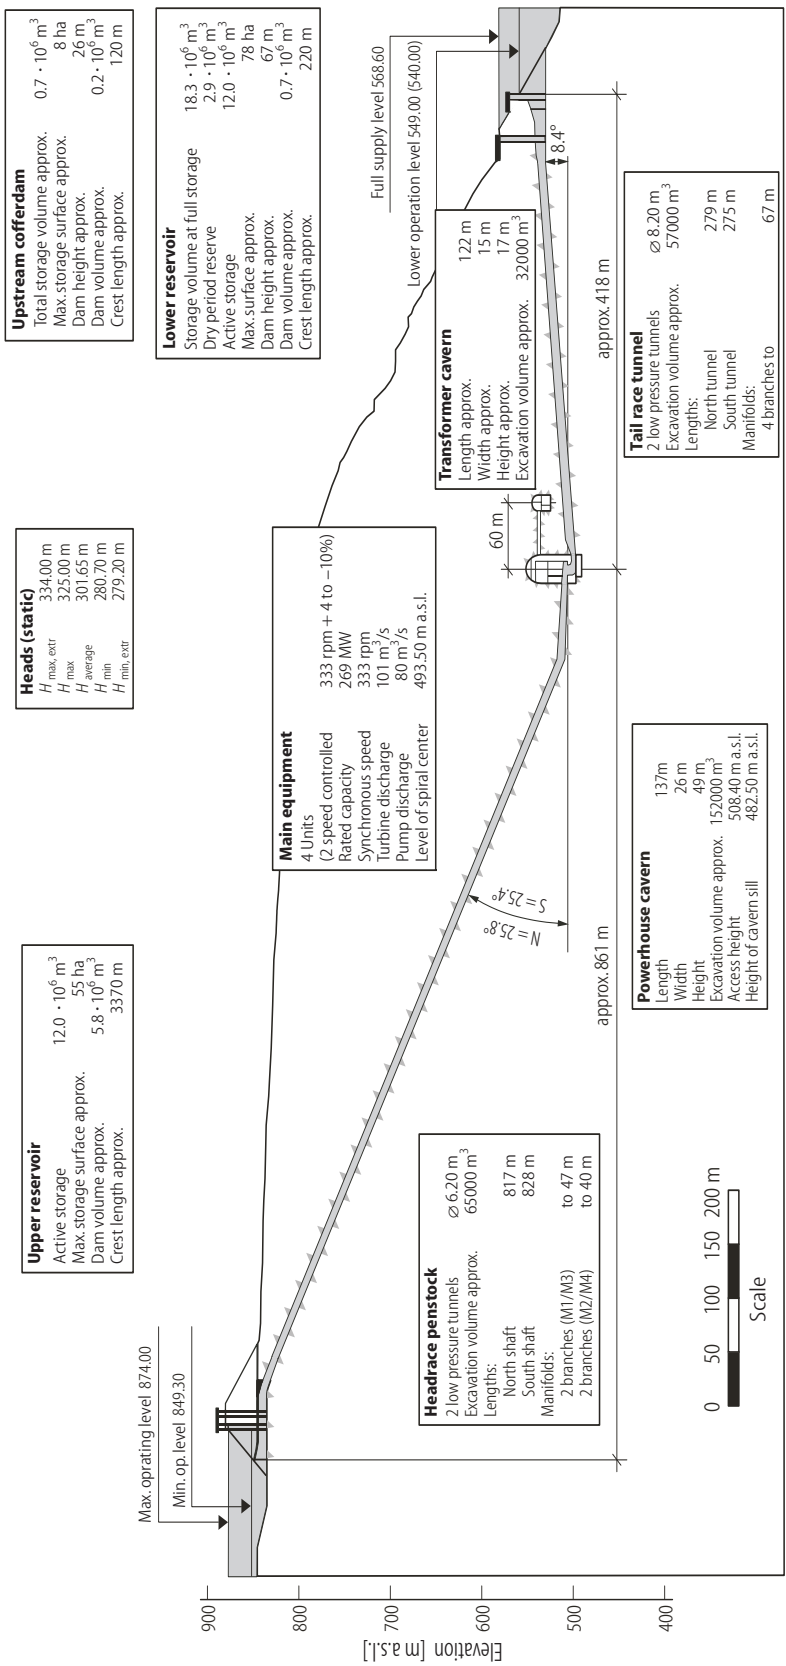 Upper reservoir
Active storage 12.0 · 10⁶ m³
Max. storage surface approx. 55 ha
Dam volume approx. 5.8 · 10⁶ m³
Crest length approx. 3370 m
Heads (static)
H max, extr 334.00 m
H max 325.00 m
H average 301.65 m
H min 280.70 m
H min, extr 279.20 m
Upstream cofferdam
Total storage volume approx. 0.7 · 10⁶ m³
Max. storage surface approx. 8 ha
Dam height approx. 26 m
Dam volume approx. 0.2 · 10⁶ m³
Crest length approx. 120 m
Lower reservoir
Storage volume at full storage 18.3 · 10⁶ m³
Dry period reserve 2.9 · 10⁶ m³
Active storage 12.0 · 10⁶ m³
Max. surface approx. 78 ha
Dam height approx. 67 m
Dam volume approx. 0.7 · 10⁶ m³
Crest length approx. 220 m
Max. oprating level 874.00
Min. op. level 849.30
Main equipment
4 Units
(2 speed controlled 333 rpm + 4 to −10%)
Rated capacity 269 MW
Synchronous speed 333 rpm
Turbine discharge 101 m³/s
Pump discharge 80 m³/s
Level of spiral center 493.50 m a.s.l.
Full supply level 568.60
Lower operation level 549.00 (540.00)
Transformer cavern
Length approx. 122 m
Width approx. 15 m
Height approx. 17 m
Excavation volume approx. 32000 m³
Headrace penstock
2 low pressure tunnels ∅ 6.20 m
Excavation volume approx. 65000 m³
Lengths:
North shaft 817 m
South shaft 828 m
Manifolds:
2 branches (M1/M3) to 47 m
2 branches (M2/M4) to 40 m
N = 25.8°
S = 25.4°
60 m
8.4°
approx. 861 m
approx. 418 m
Powerhouse cavern
Length 137m
Width 26 m
Height 49 m
Excavation volume approx. 152000 m³
Access height 508.40 m a.s.l.
Height of cavern sill 482.50 m a.s.l.
Tail race tunnel
2 low pressure tunnels ∅ 8.20 m
Excavation volume approx. 57000 m³
Lengths:
North tunnel 279 m
South tunnel 275 m
Manifolds:
4 branches to 67 m
0 50 100 150 200 m
Scale
900
800
700
600
500
400
Elevation [m a.s.l.]